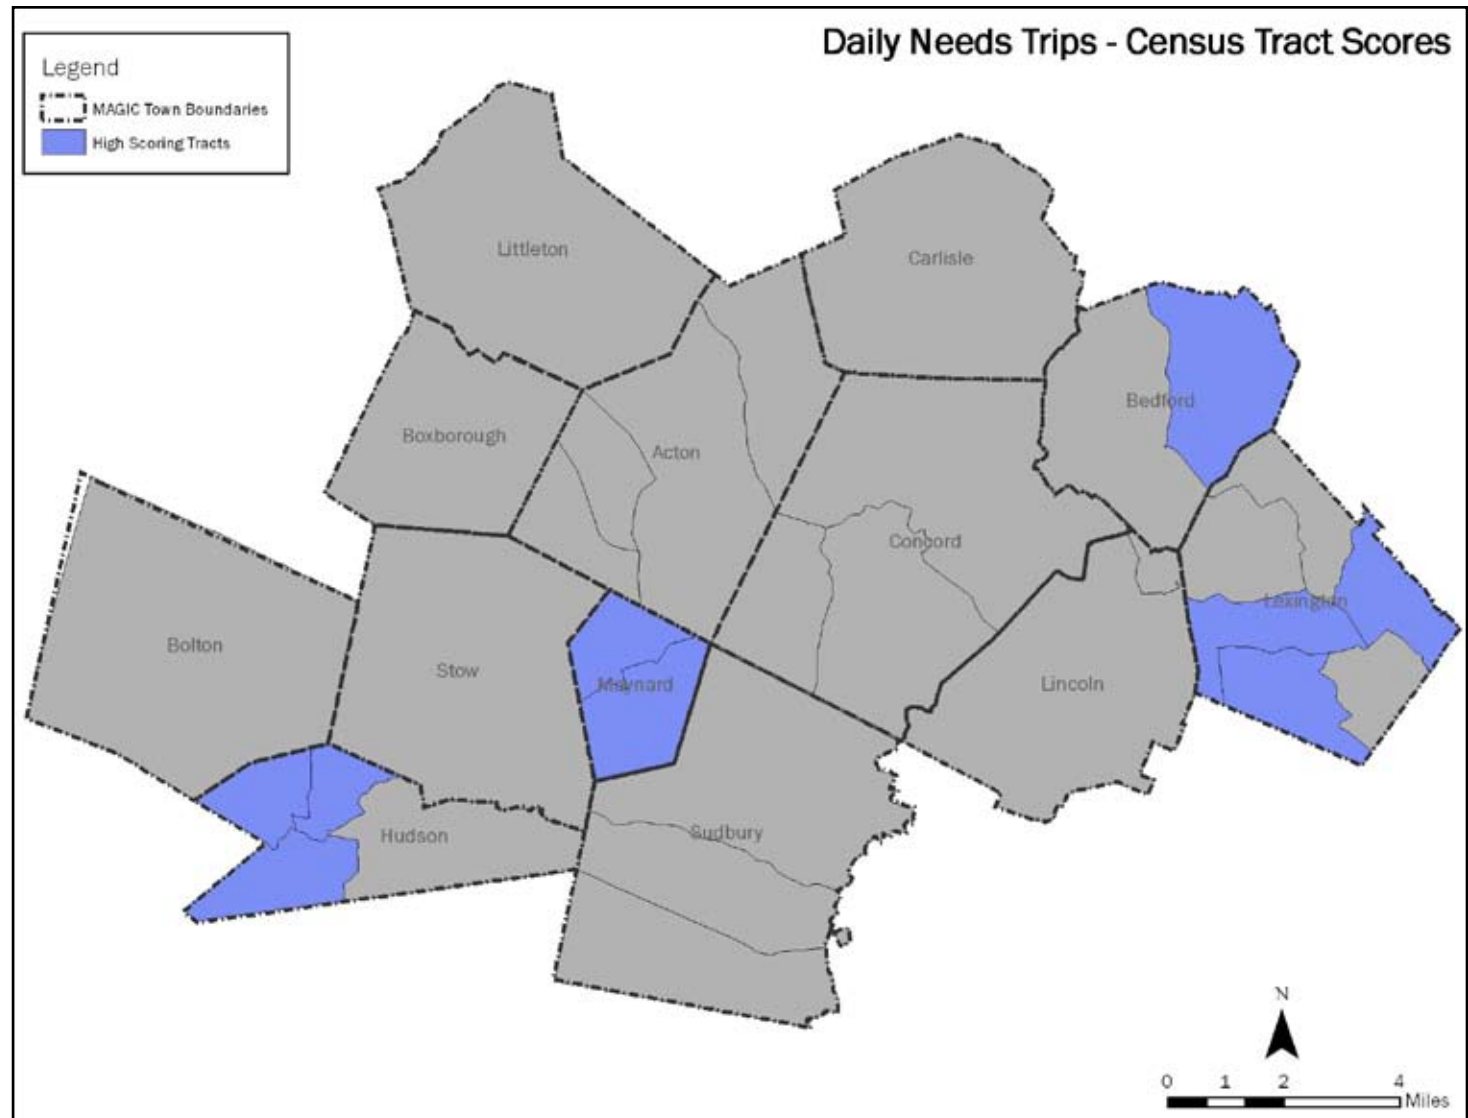 Daily Needs Trips - Census Tract Scores
Legend
MAGIC Town Boundaries
High Scoring Tracts
Littleton
Carlisle
Bedford
Boxborough
Acton
Concord
Lexington
Bolton
Stow
Maynard
Lincoln
Hudson
Sudbury
N
0 1 2 4
Miles